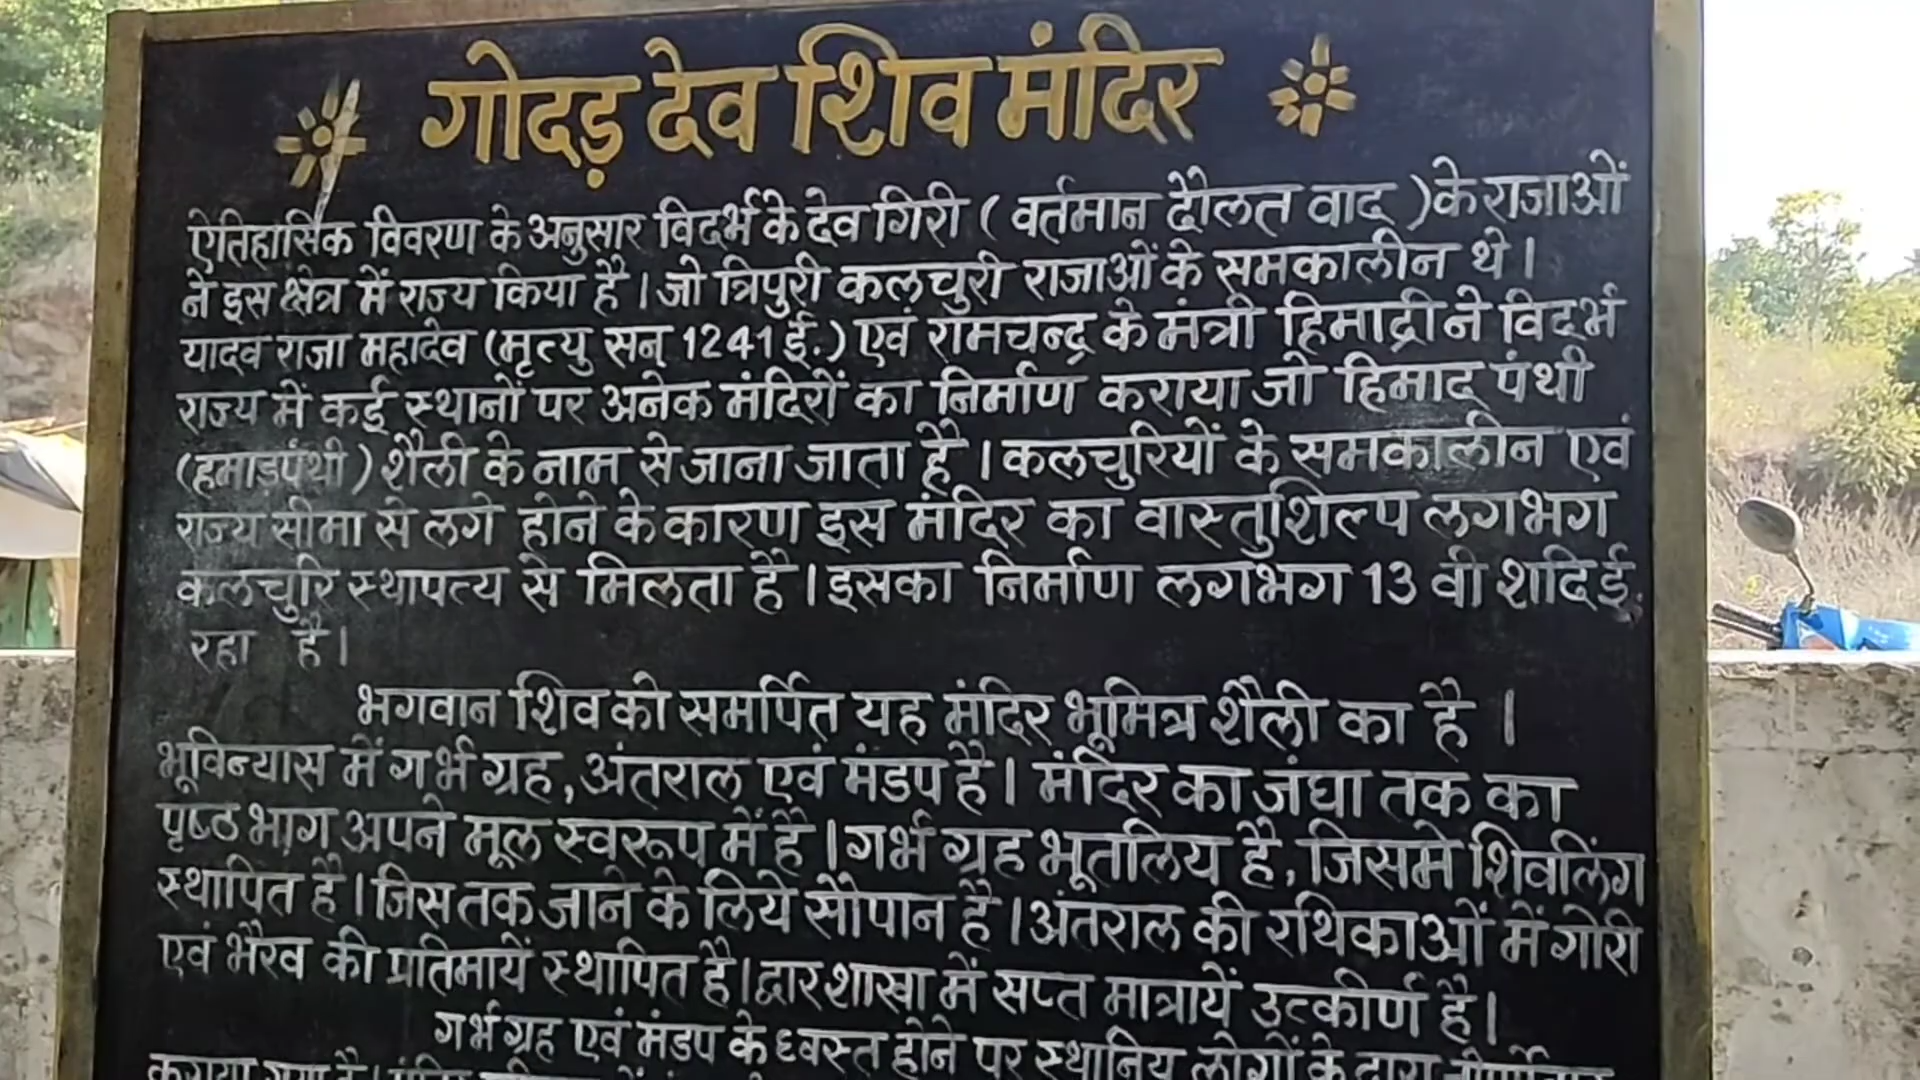 गोदड़ देव शिव मंदिर
ऐतिहासिक विवरण के अनुसार विदर्भ के देव गिरी ( वर्तमान दौलत वाद ) के राजाओं
ने इस क्षेत्र में राज्य किया है । जो त्रिपुरी कलचुरी राजाओं के समकालीन थे ।
यादव राजा महादेव (मृत्यु सन् 1241 ई.) एवं रामचन्द्र के मंत्री हिमाद्री ने विदर्भ
राज्य में कई स्थानों पर अनेक मंदिरों का निर्माण कराया जो हिमाद् पंथी
(हमाडपंथी ) शैली के नाम से जाना जाता है । कलचुरियों के समकालीन एवं
राज्य सीमा से लगे होने के कारण इस मंदिर का वास्तुशिल्प लगभग
कलचुरि स्थापत्य से मिलता है । इसका निर्माण लगभग 13 वी शदि ई.
रहा है ।
भगवान शिव को समर्पित यह मंदिर भूमित्र शैली का है ।
भूविन्यास में गर्भ ग्रह, अंतराल एवं मंडप है । मंदिर का जंघा तक का
पृष्ठ भाग अपने मूल स्वरूप में है । गर्भ ग्रह भूतलिय है, जिसमे शिवलिंग
स्थापित है । जिस तक जाने के लिये सोपान है । अंतराल की रथिकाओं में गोरी
एवं भैरव की प्रतिमायें स्थापित है । द्वार शाखा में सप्त मात्रायें उत्कीर्ण है ।
गर्भ ग्रह एवं मंडप के ध्वस्त होने पर स्थानिय लोगों के द्वारा